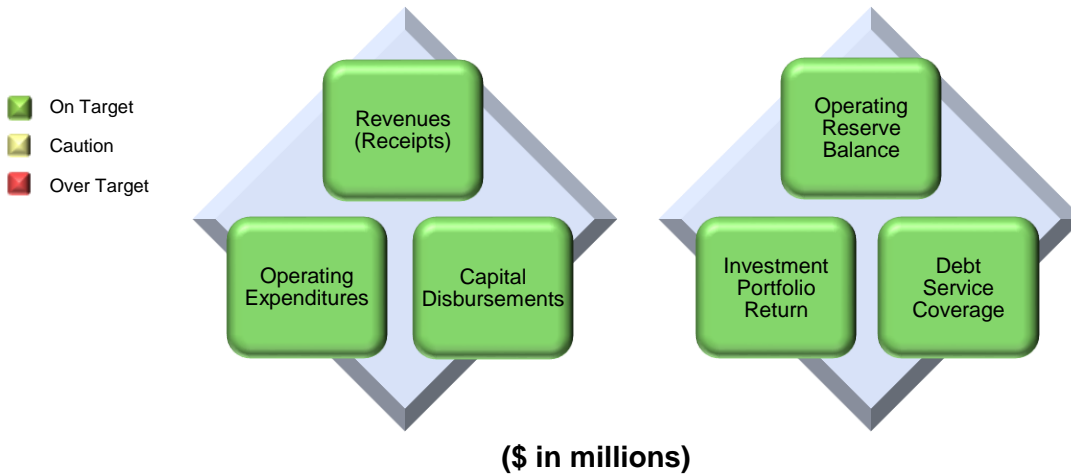 On Target
Caution
Over Target
Revenues
(Receipts)
Operating
Expenditures
Capital
Disbursements
Operating
Reserve
Balance
Investment
Portfolio
Return
Debt
Service
Coverage
($ in millions)